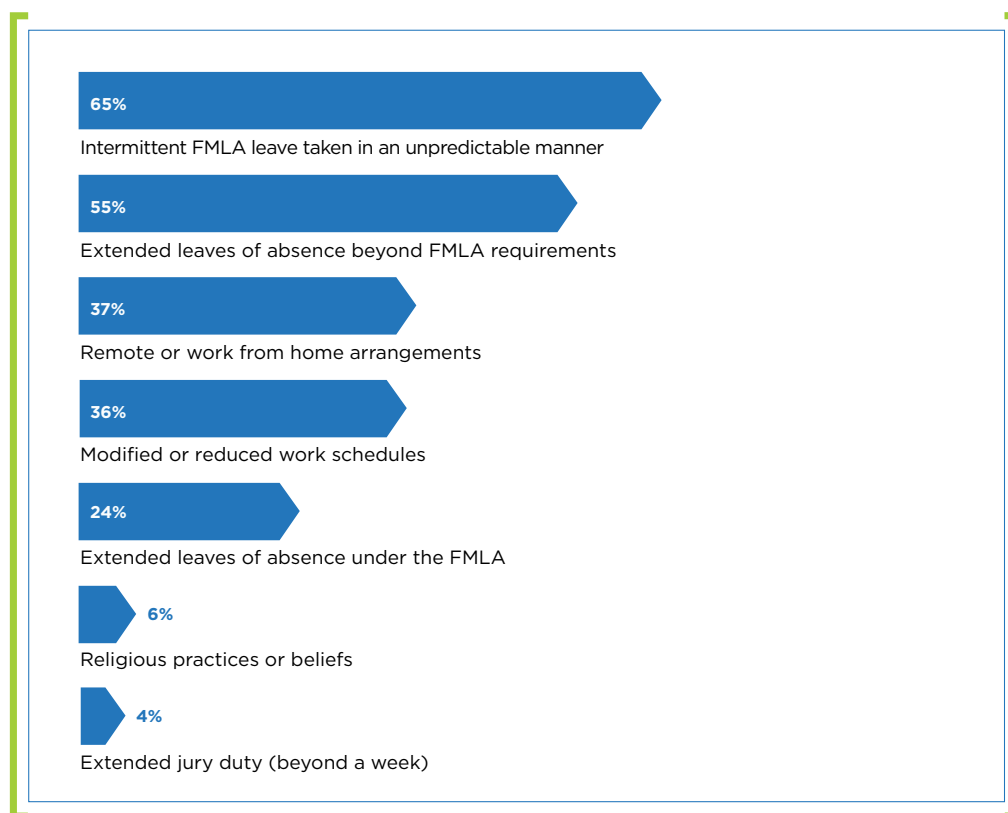 65%
Intermittent FMLA leave taken in an unpredictable manner
55%
Extended leaves of absence beyond FMLA requirements
37%
Remote or work from home arrangements
36%
Modified or reduced work schedules
24%
Extended leaves of absence under the FMLA
6%
Religious practices or beliefs
4%
Extended jury duty (beyond a week)